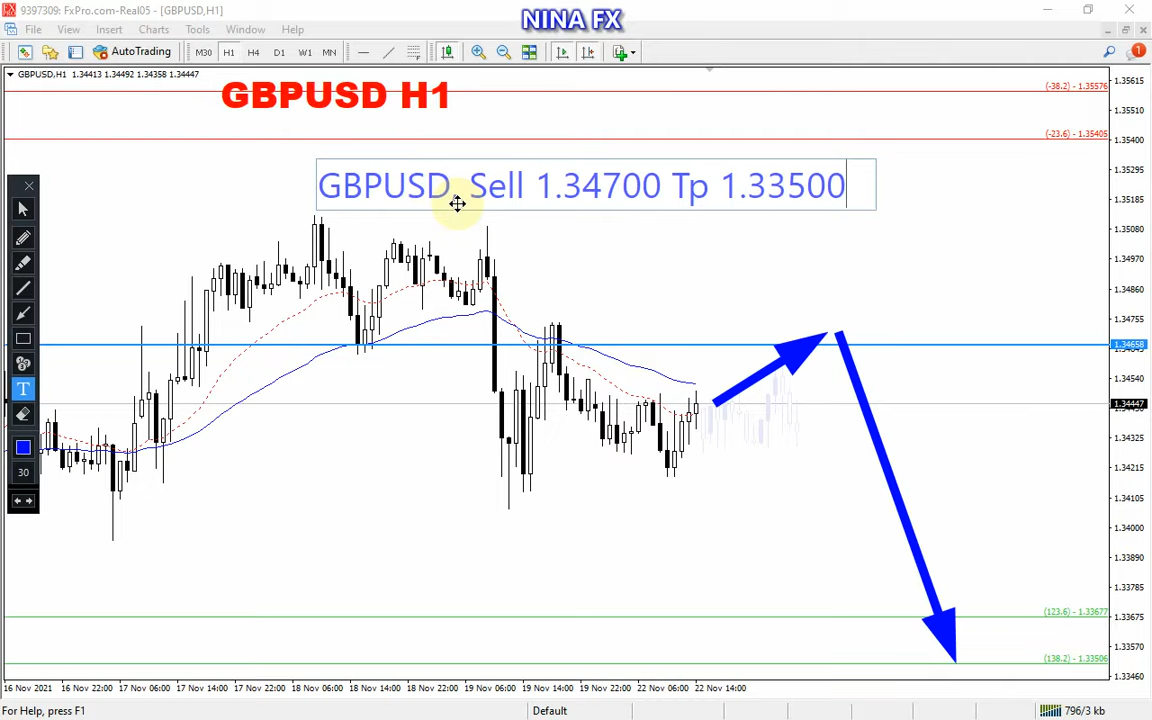 9397309: FxPro.com-Real05 - [GBPUSD,H1]
NINA FX
File View Insert Charts Tools Window Help
AutoTrading M30 H1 H4 D1 W1 MN
1
GBPUSD,H1 1.34413 1.34492 1.34358 1.34447
GBPUSD H1
1.35615
(-38.2) - 1.35576
1.35510
(-23.6) - 1.35405
1.35400
1.35295
GBPUSD, Sell 1.34700 Tp 1.33500
1.35185
1.35080
1.34970
1.34860
1.34755
1.34658
1.34540
1.34447
1.34325
1.34215
1.34105
1.34000
1.33890
1.33785
(123.6) - 1.33677
1.33675
1.33570
(138.2) - 1.33506
1.33460
T
30
16 Nov 2021 16 Nov 22:00 17 Nov 06:00 17 Nov 14:00 17 Nov 22:00 18 Nov 06:00 18 Nov 14:00 18 Nov 22:00 19 Nov 06:00 19 Nov 14:00 19 Nov 22:00 22 Nov 06:00 22 Nov 14:00
For Help, press F1
Default
796/3 kb